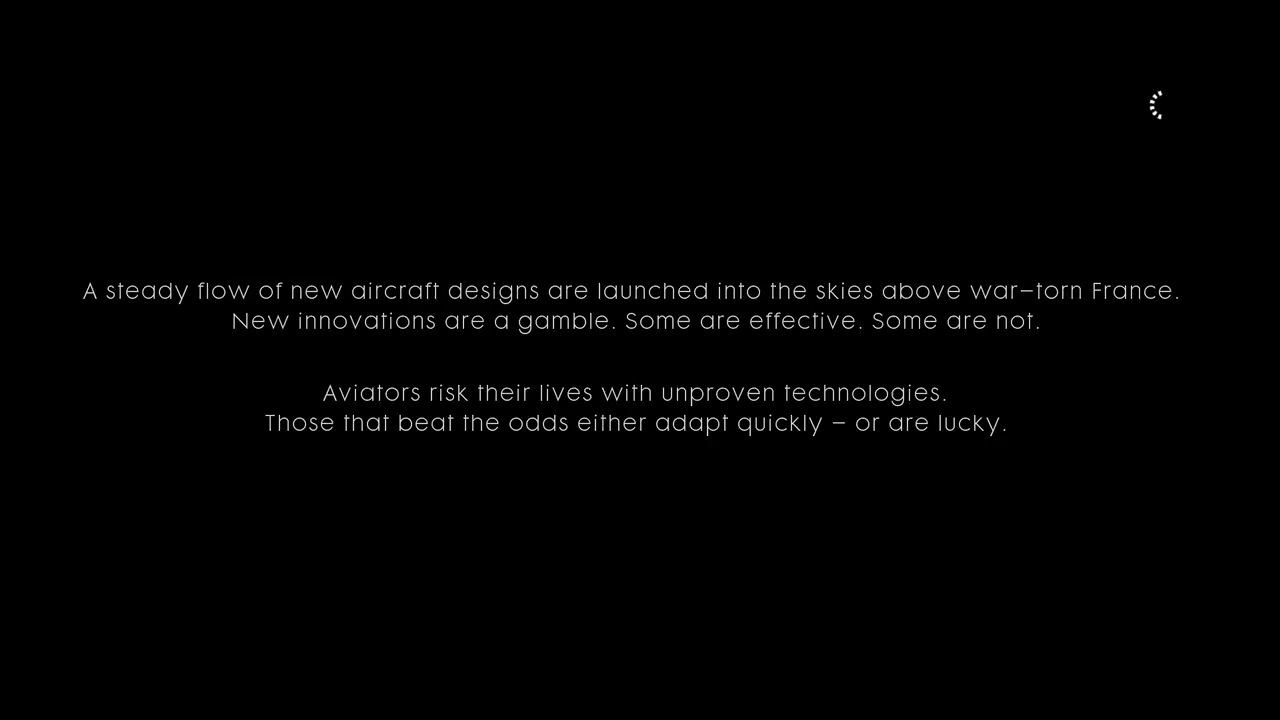 A steady flow of new aircraft designs are launched into the skies above war–torn France.
New innovations are a gamble. Some are effective. Some are not.
Aviators risk their lives with unproven technologies.
Those that beat the odds either adapt quickly – or are lucky.